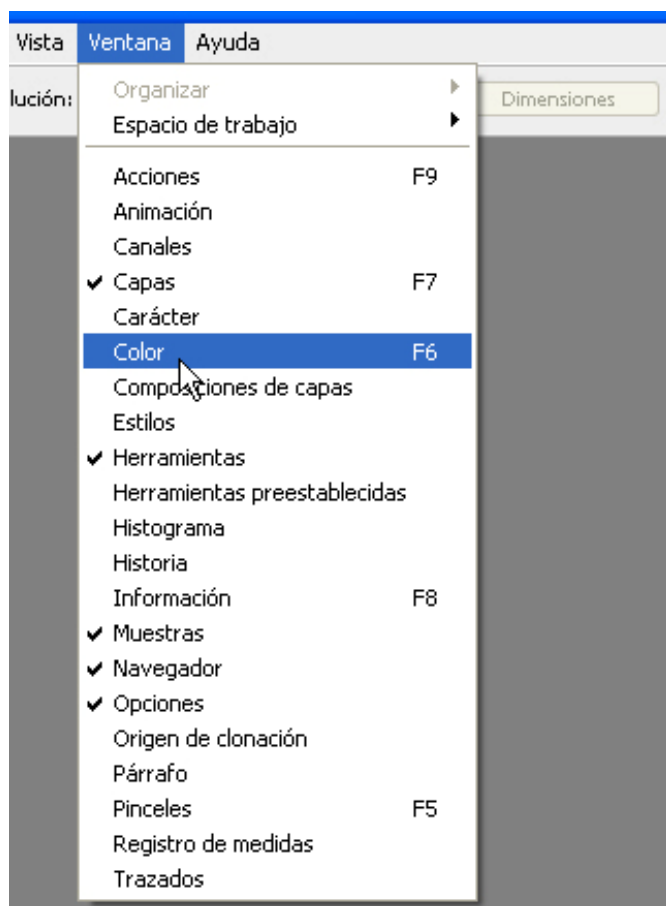 Vista Ventana Ayuda
lución: Dimensiones
Organizar
Espacio de trabajo
Acciones F9
Animación
Canales
Capas F7
Carácter
Color F6
Composiciones de capas
Estilos
Herramientas
Herramientas preestablecidas
Histograma
Historia
Información F8
Muestras
Navegador
Opciones
Origen de clonación
Párrafo
Pinceles F5
Registro de medidas
Trazados